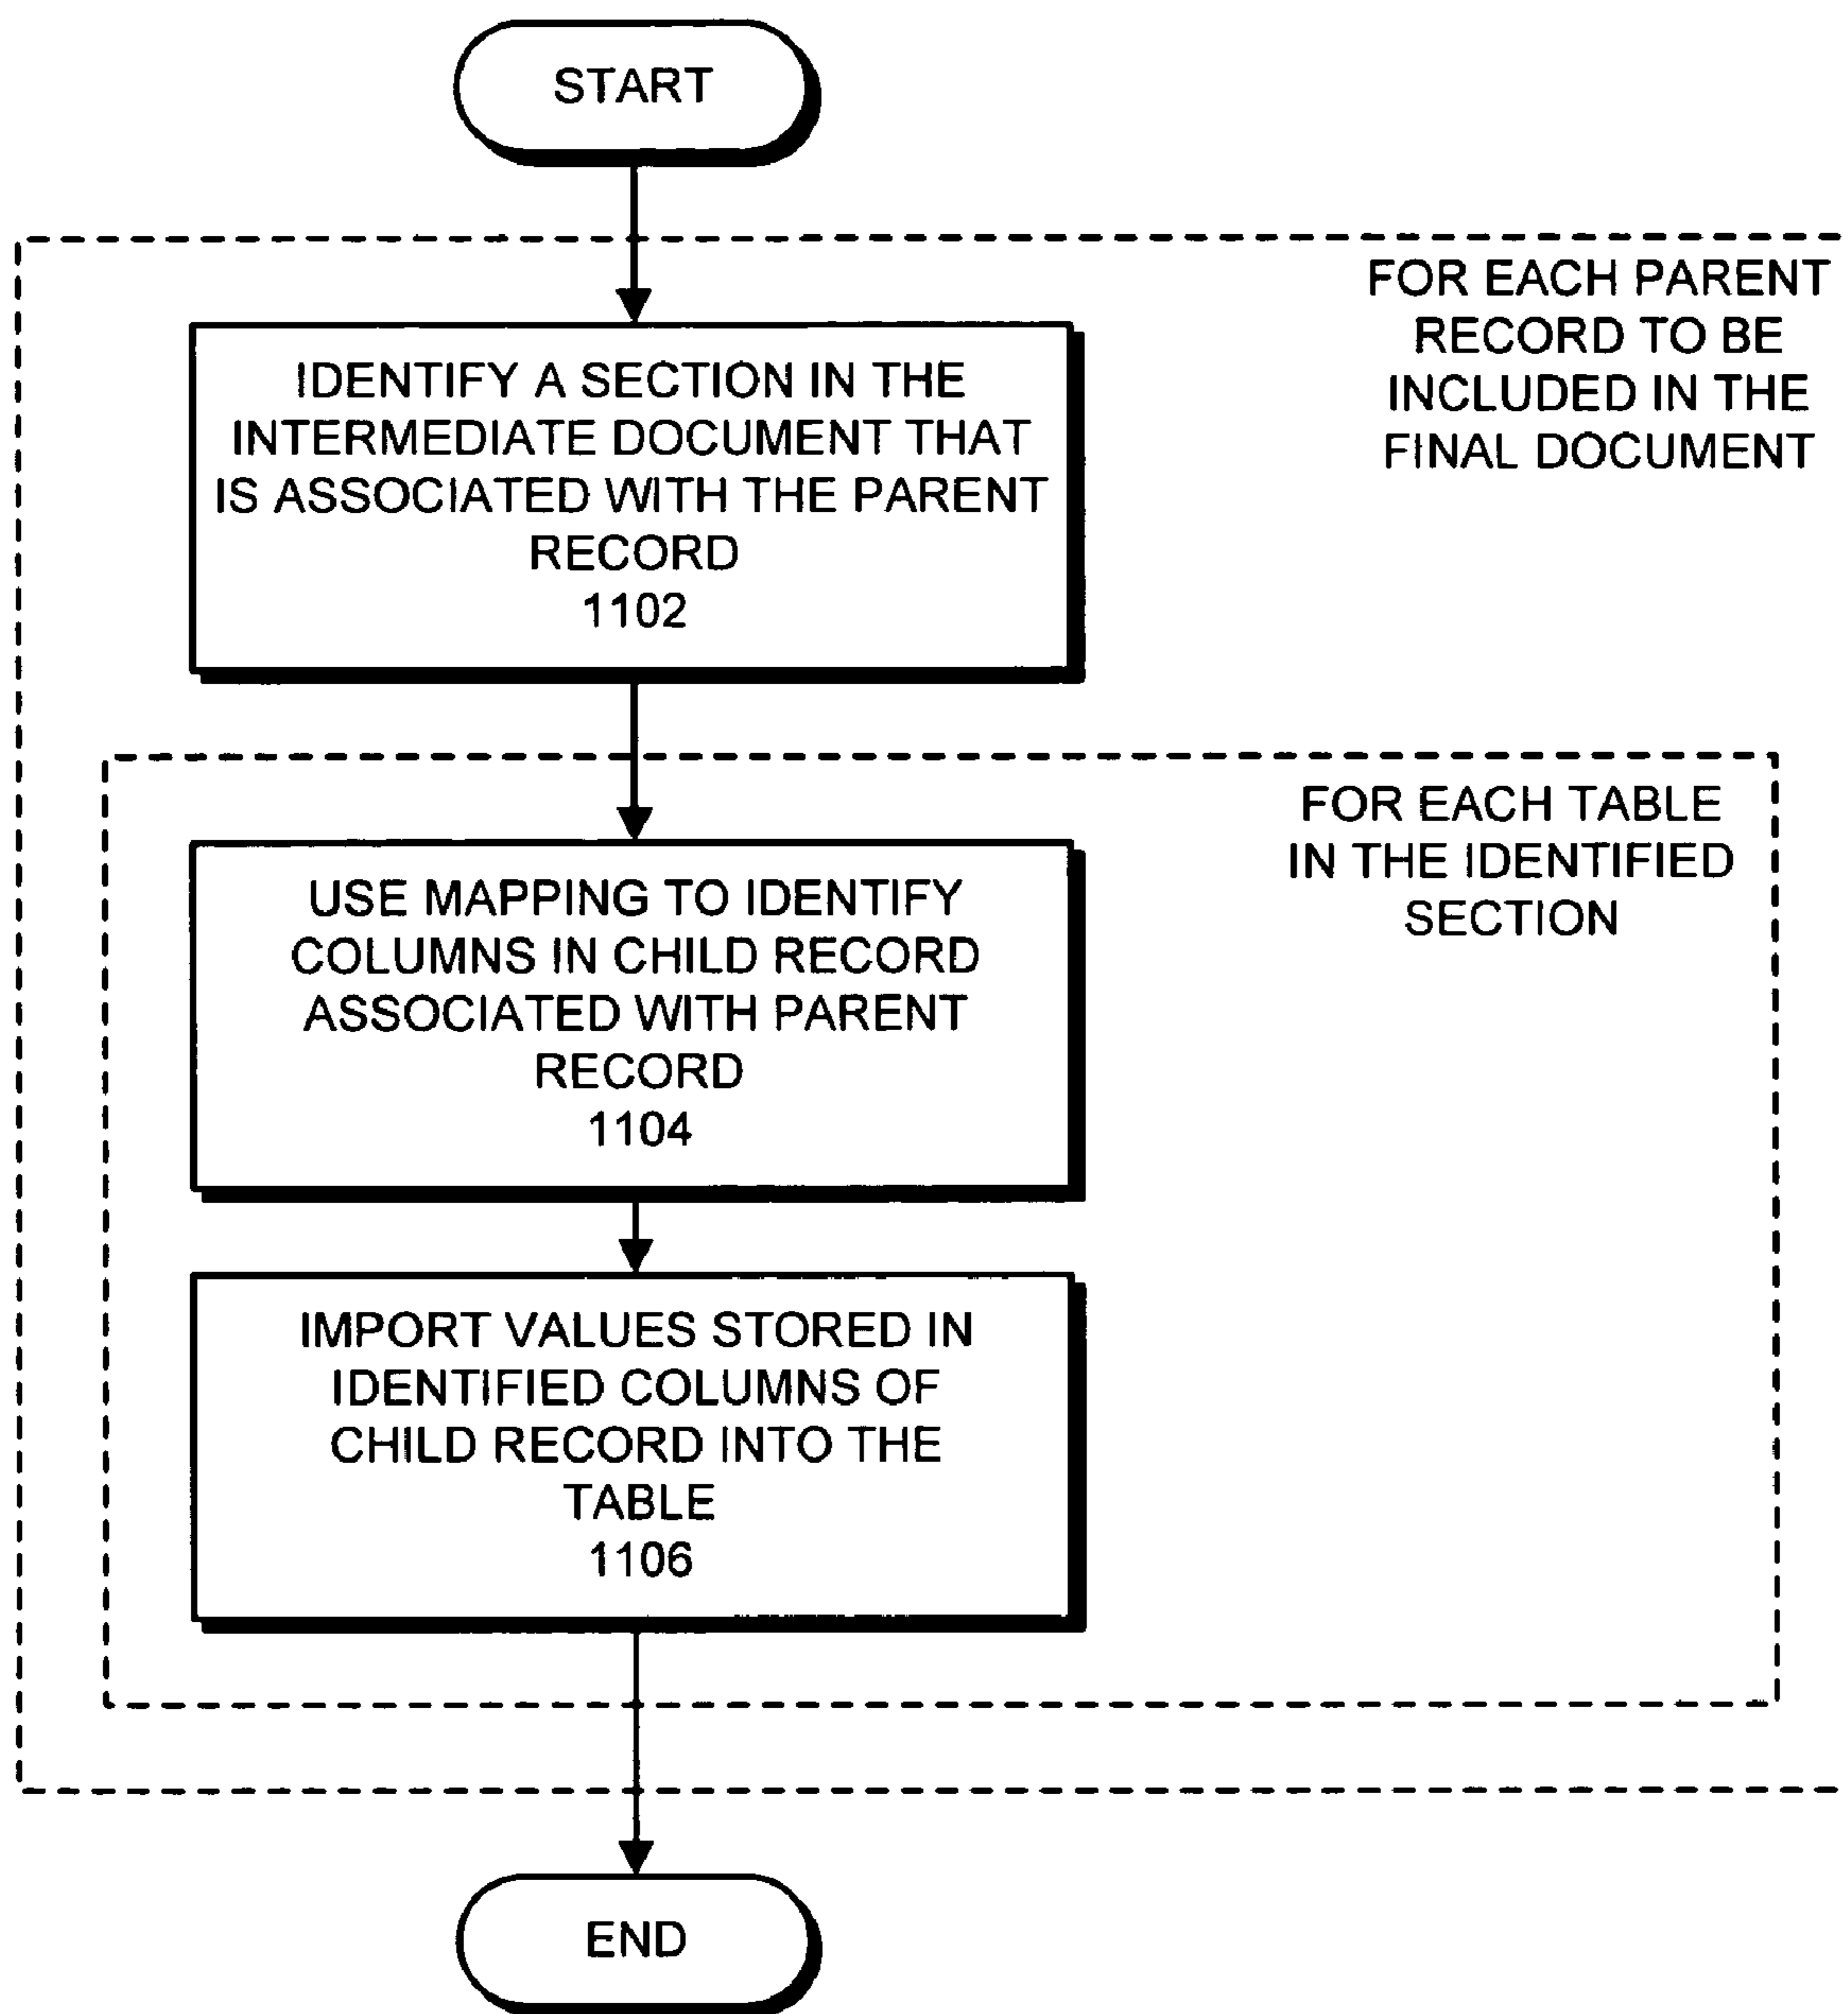 START
FOR EACH PARENT
RECORD TO BE
INCLUDED IN THE
FINAL DOCUMENT
IDENTIFY A SECTION IN THE
INTERMEDIATE DOCUMENT THAT
IS ASSOCIATED WITH THE PARENT
RECORD
1102
FOR EACH TABLE
IN THE IDENTIFIED
SECTION
USE MAPPING TO IDENTIFY
COLUMNS IN CHILD RECORD
ASSOCIATED WITH PARENT
RECORD
1104
IMPORT VALUES STORED IN
IDENTIFIED COLUMNS OF
CHILD RECORD INTO THE
TABLE
1106
END